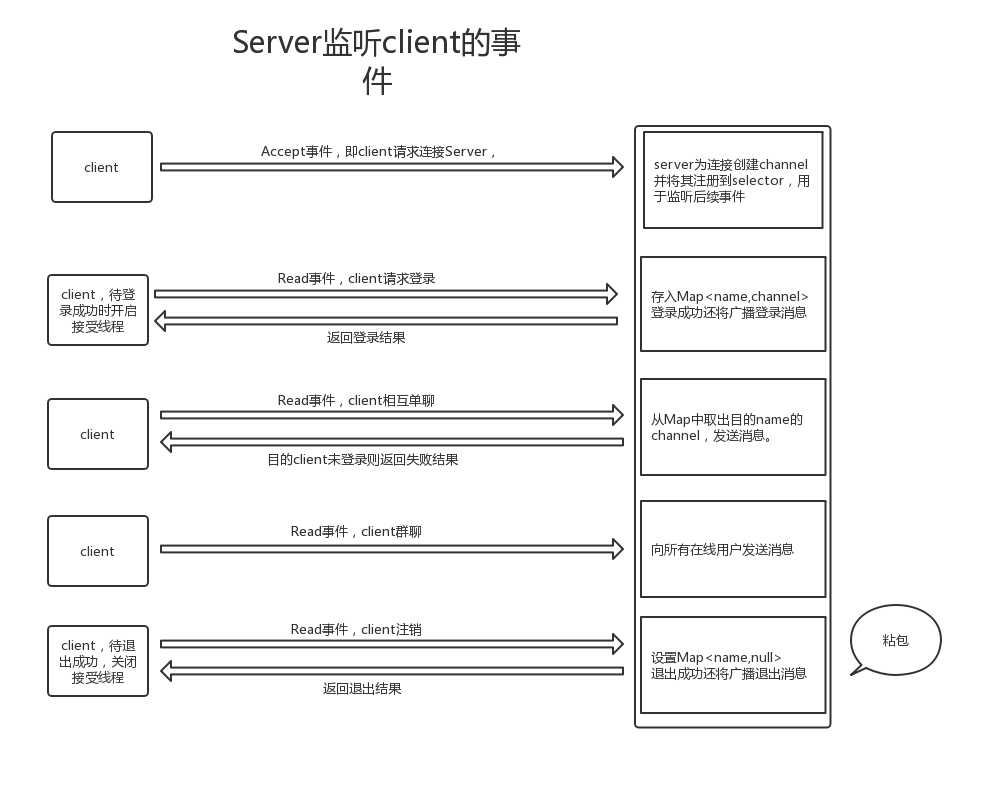 Server监听client的事
件
client
Accept事件，即client请求连接Server，
server为连接创建channel
并将其注册到selector，用
于监听后续事件
client，待登
录成功时开启
接受线程
Read事件，client请求登录
返回登录结果
存入Map<name,channel>
登录成功还将广播登录消息
client
Read事件，client相互单聊
目的client未登录则返回失败结果
从Map中取出目的name的
channel，发送消息。
client
Read事件，client群聊
向所有在线用户发送消息
client，待退
出成功，关闭
接受线程
Read事件，client注销
返回退出结果
设置Map<name,null>
退出成功还将广播退出消息
粘包